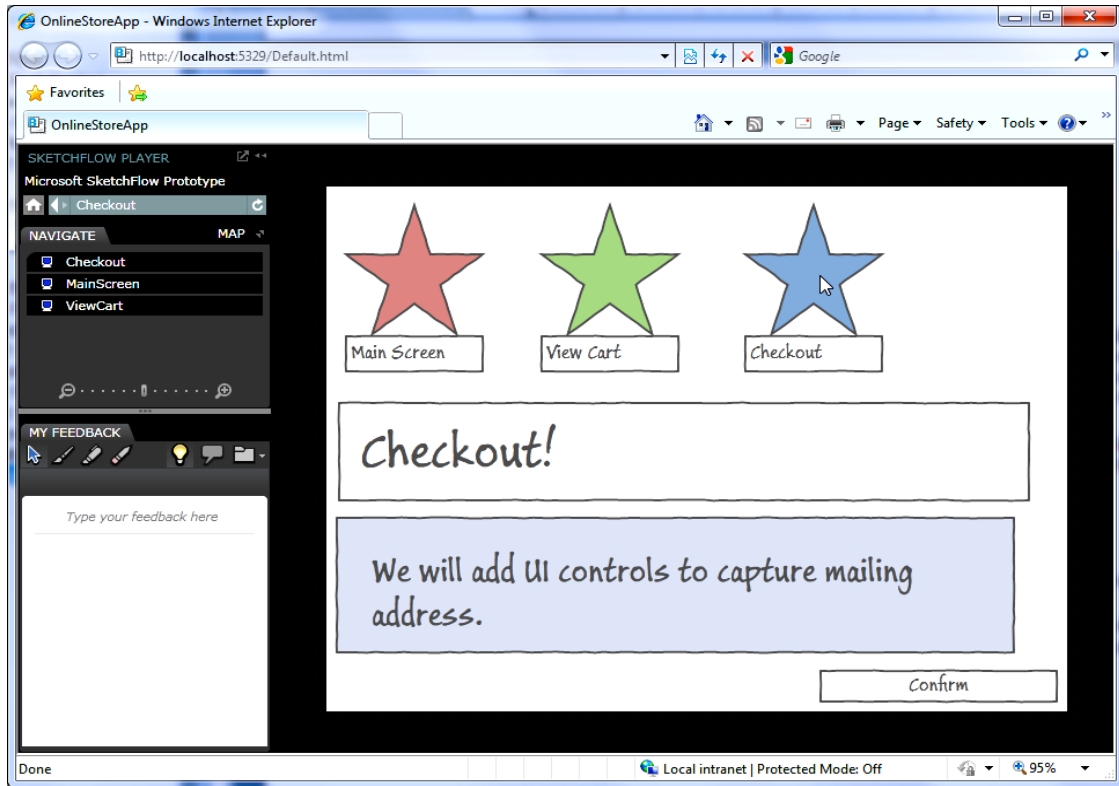 OnlineStoreApp - Windows Internet Explorer
http://localhost:5329/Default.html
Google
Favorites
OnlineStoreApp
Page Safety Tools
SKETCHFLOW PLAYER
Microsoft SketchFlow Prototype
Checkout
NAVIGATE MAP
Checkout
MainScreen
ViewCart
MY FEEDBACK
Type your feedback here
Main Screen
View Cart
Checkout
Checkout!
We will add UI controls to capture mailing
address.
Confirm
Done
Local intranet | Protected Mode: Off
95%